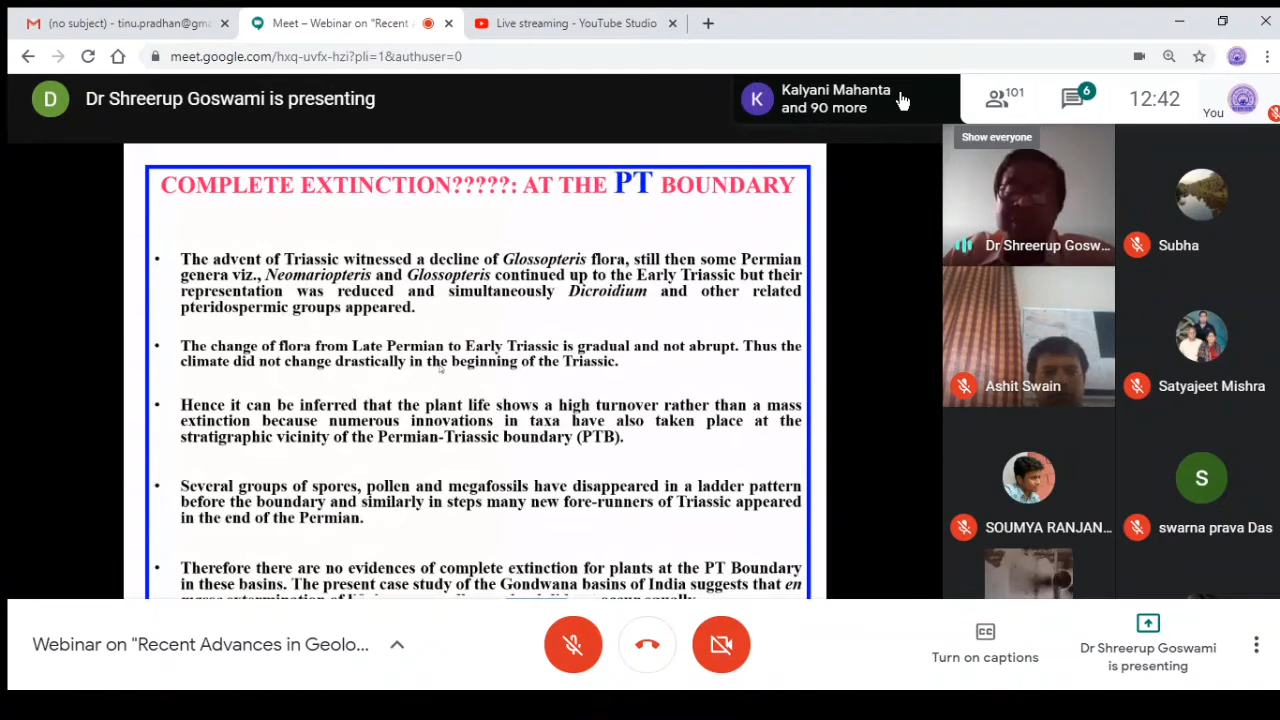 (no subject) - tinu.pradhan@gma
Meet – Webinar on "Recent A
Live streaming - YouTube Studio
meet.google.com/hxq-uvfx-hzi?pli=1&authuser=0
D
Dr Shreerup Goswami is presenting
K
Kalyani Mahanta
and 90 more
101
6
12:42
You
Show everyone
COMPLETE EXTINCTION?????: AT THE PT BOUNDARY
• The advent of Triassic witnessed a decline of Glossopteris flora, still then some Permian
genera viz., Neomariopteris and Glossopteris continued up to the Early Triassic but their
representation was reduced and simultaneously Dicroidium and other related
pteridospermic groups appeared.
• The change of flora from Late Permian to Early Triassic is gradual and not abrupt. Thus the
climate did not change drastically in the beginning of the Triassic.
• Hence it can be inferred that the plant life shows a high turnover rather than a mass
extinction because numerous innovations in taxa have also taken place at the
stratigraphic vicinity of the Permian-Triassic boundary (PTB).
• Several groups of spores, pollen and megafossils have disappeared in a ladder pattern
before the boundary and similarly in steps many new fore-runners of Triassic appeared
in the end of the Permian.
• Therefore there are no evidences of complete extinction for plants at the PT Boundary
in these basins. The present case study of the Gondwana basins of India suggests that en
Dr Shreerup Gosw...
Subha
Ashit Swain
Satyajeet Mishra
SOUMYA RANJAN...
S
swarna prava Das
Webinar on "Recent Advances in Geolo...
CC
Turn on captions
Dr Shreerup Goswami
is presenting